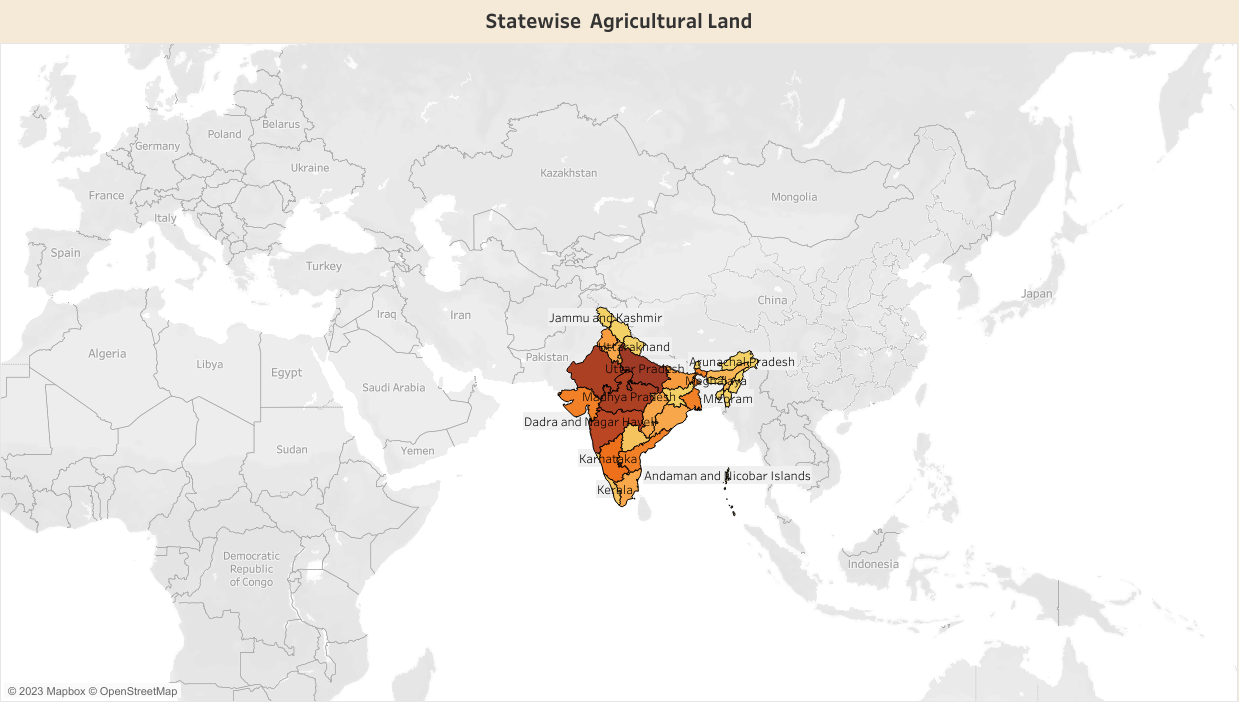 Statewise Agricultural Land
Belarus
Poland
Germany
Ukraine
Kazakhstan
France
Mongolia
Italy
Spain
Turkey
China
Japan
Iraq
Iran
Jammu and Kashmir
Uttarakhand
Algeria
Pakistan
Libya
Arunachal Pradesh
Uttar Pradesh
Egypt
Meghalaya
Saudi Arabia
Madhya Pradesh
Mizoram
Dadra and Nagar Haveli
Sudan
Yemen
Karnataka
Andaman and Nicobar Islands
Kerala
Democratic
Republic
of Congo
Indonesia
© 2023 Mapbox © OpenStreetMap